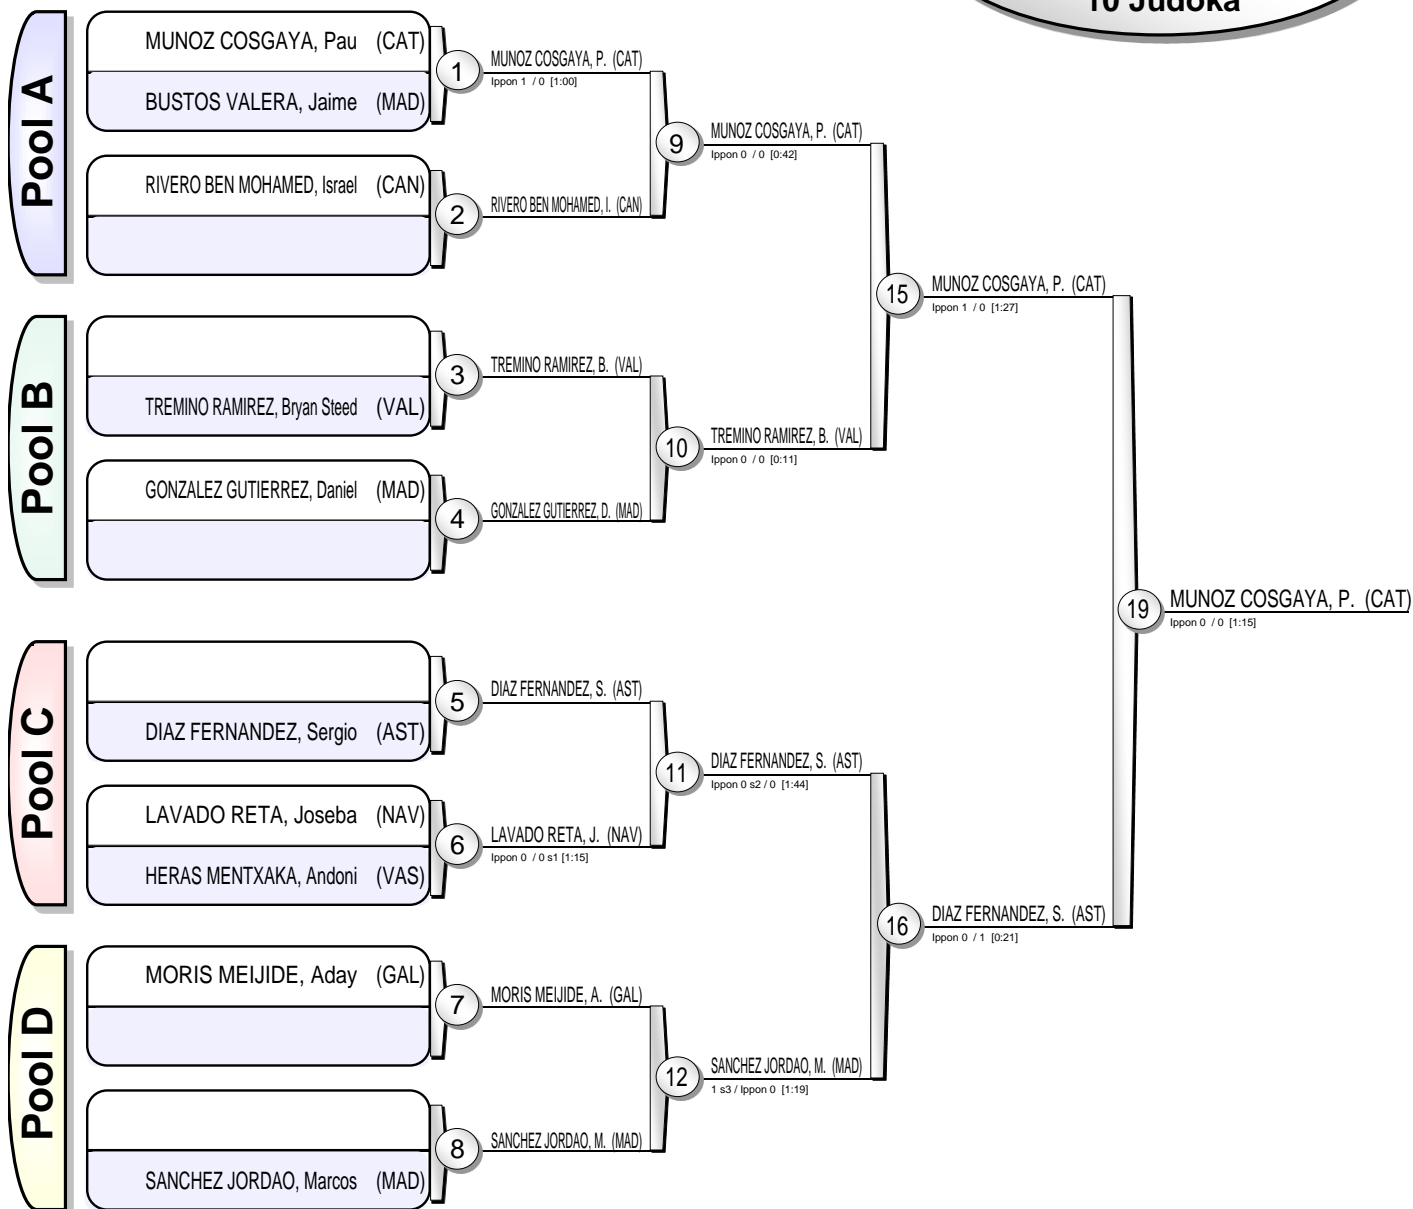 10 Judoka
Pool A
MUNOZ COSGAYA, Pau (CAT)
BUSTOS VALERA, Jaime (MAD)
1
MUNOZ COSGAYA, P. (CAT)
Ippon 1 / 0 [1:00]
RIVERO BEN MOHAMED, Israel (CAN)
2
RIVERO BEN MOHAMED, I. (CAN)
9
MUNOZ COSGAYA, P. (CAT)
Ippon 0 / 0 [0:42]
Pool B
TREMINO RAMIREZ, Bryan Steed (VAL)
3
TREMINO RAMIREZ, B. (VAL)
GONZALEZ GUTIERREZ, Daniel (MAD)
4
GONZALEZ GUTIERREZ, D. (MAD)
10
TREMINO RAMIREZ, B. (VAL)
Ippon 0 / 0 [0:11]
15
MUNOZ COSGAYA, P. (CAT)
Ippon 1 / 0 [1:27]
Pool C
DIAZ FERNANDEZ, Sergio (AST)
5
DIAZ FERNANDEZ, S. (AST)
LAVADO RETA, Joseba (NAV)
HERAS MENTXAKA, Andoni (VAS)
6
LAVADO RETA, J. (NAV)
Ippon 0 / 0 s1 [1:15]
11
DIAZ FERNANDEZ, S. (AST)
Ippon 0 s2 / 0 [1:44]
Pool D
MORIS MEIJIDE, Aday (GAL)
7
MORIS MEIJIDE, A. (GAL)
SANCHEZ JORDAO, Marcos (MAD)
8
SANCHEZ JORDAO, M. (MAD)
12
SANCHEZ JORDAO, M. (MAD)
1 s3 / Ippon 0 [1:19]
16
DIAZ FERNANDEZ, S. (AST)
Ippon 0 / 1 [0:21]
19
MUNOZ COSGAYA, P. (CAT)
Ippon 0 / 0 [1:15]